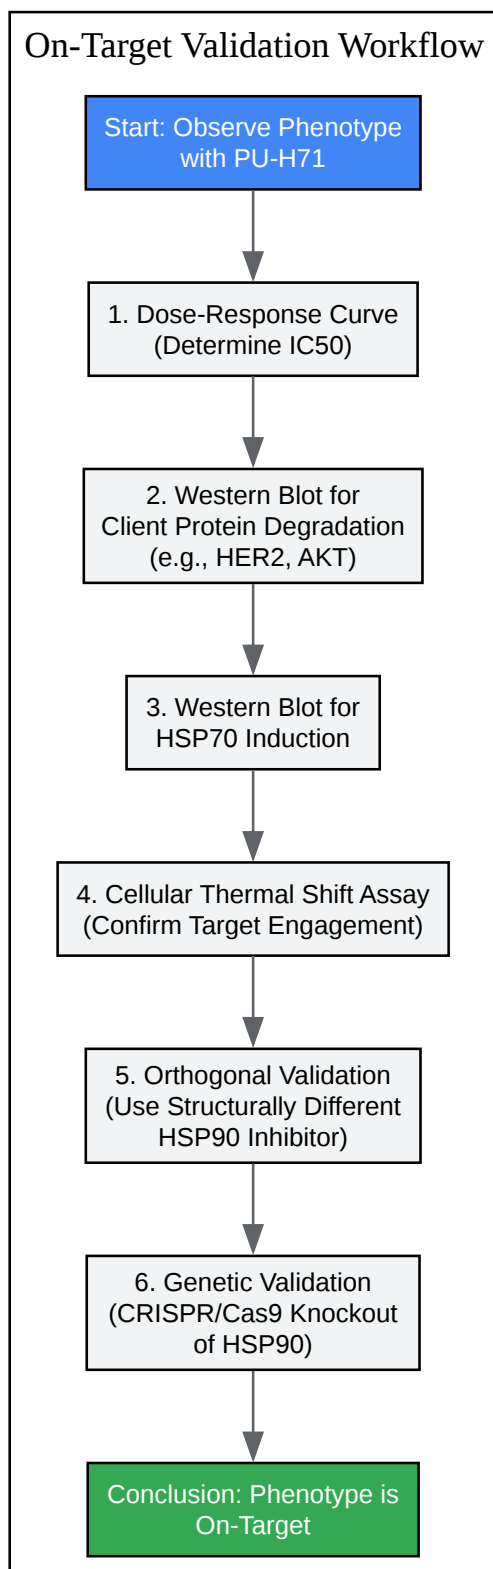 On-Target Validation Workflow
Start: Observe Phenotype
with PU-H71
1. Dose-Response Curve
(Determine IC50)
2. Western Blot for
Client Protein Degradation
(e.g., HER2, AKT)
3. Western Blot for
HSP70 Induction
4. Cellular Thermal Shift Assay
(Confirm Target Engagement)
5. Orthogonal Validation
(Use Structurally Different
HSP90 Inhibitor)
6. Genetic Validation
(CRISPR/Cas9 Knockout
of HSP90)
Conclusion: Phenotype is
On-Target